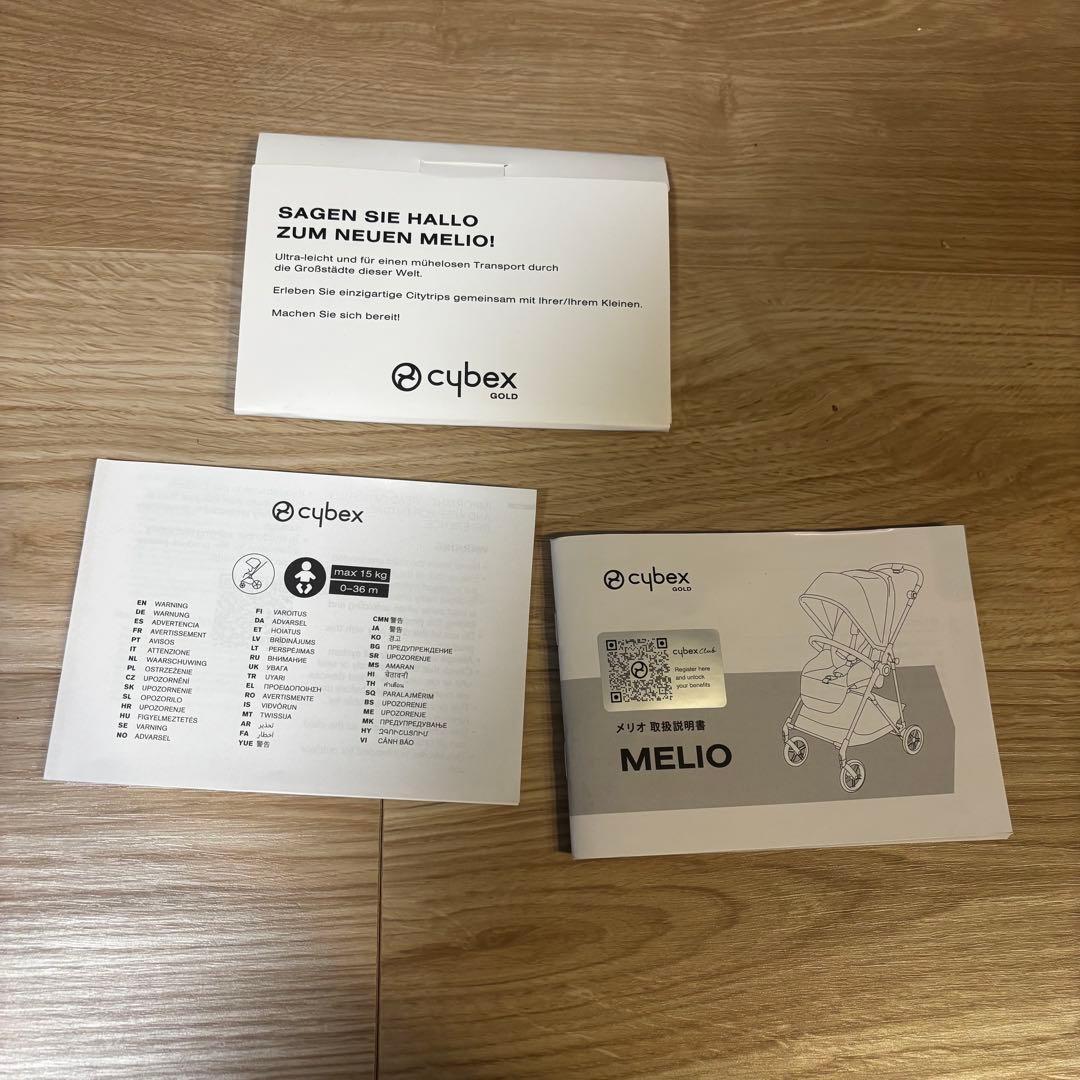 SAGEN SIE HALLO
ZUM NEUEN MELIO!
Ultra-leicht und für einen mühelosen Transport durch
die Großstädte dieser Welt.
Erleben Sie einzigartige Citytrips gemeinsam mit Ihrer/Ihrem Kleinen.
Machen Sie sich bereit!
cybex
GOLD
cybex
max 15 kg
0–36 m
EN WARNING
DE WARNUNG
ES ADVERTENCIA
FR AVERTISSEMENT
PT AVISOS
IT ATTENZIONE
NL WAARSCHUWING
PL OSTRZEŻENIE
CZ UPOZORNĚNÍ
SK UPOZORNENIE
SL OPOZORILO
HR UPOZORENJE
HU FIGYELMEZTETÉS
SE VARNING
NO ADVARSEL
FI VAROITUS
DA ADVARSEL
ET HOIATUS
LV BRĪDINĀJUMS
LT PERSPĖJIMAS
RU ВНИМАНИЕ
UK УВАГА
TR UYARI
EL ΠΡΟΕΙΔΟΠΟΙΗΣΗ
RO AVERTISMENTE
IS VIÐVÖRUN
MT TWISSIJA
AR تحذير
FA اخطار
YUE 警告
CMN 警告
JA 警告
KO 경고
BG ПРЕДУПРЕЖДЕНИЕ
SR UPOZORENJE
MS AMARAN
HI चेतावनी
TH คำเตือน
SQ PARALAJMËRIM
BS UPOZORENJE
ME UPOZORENJE
MK ПРЕДУПРЕДУВАЊЕ
HY ԶԳՈՒՇԱՑՈՒՄ
VI CẢNH BÁO
cybex
GOLD
cybex Club
Register here
and unlock
your benefits
メリオ 取扱説明書
MELIO